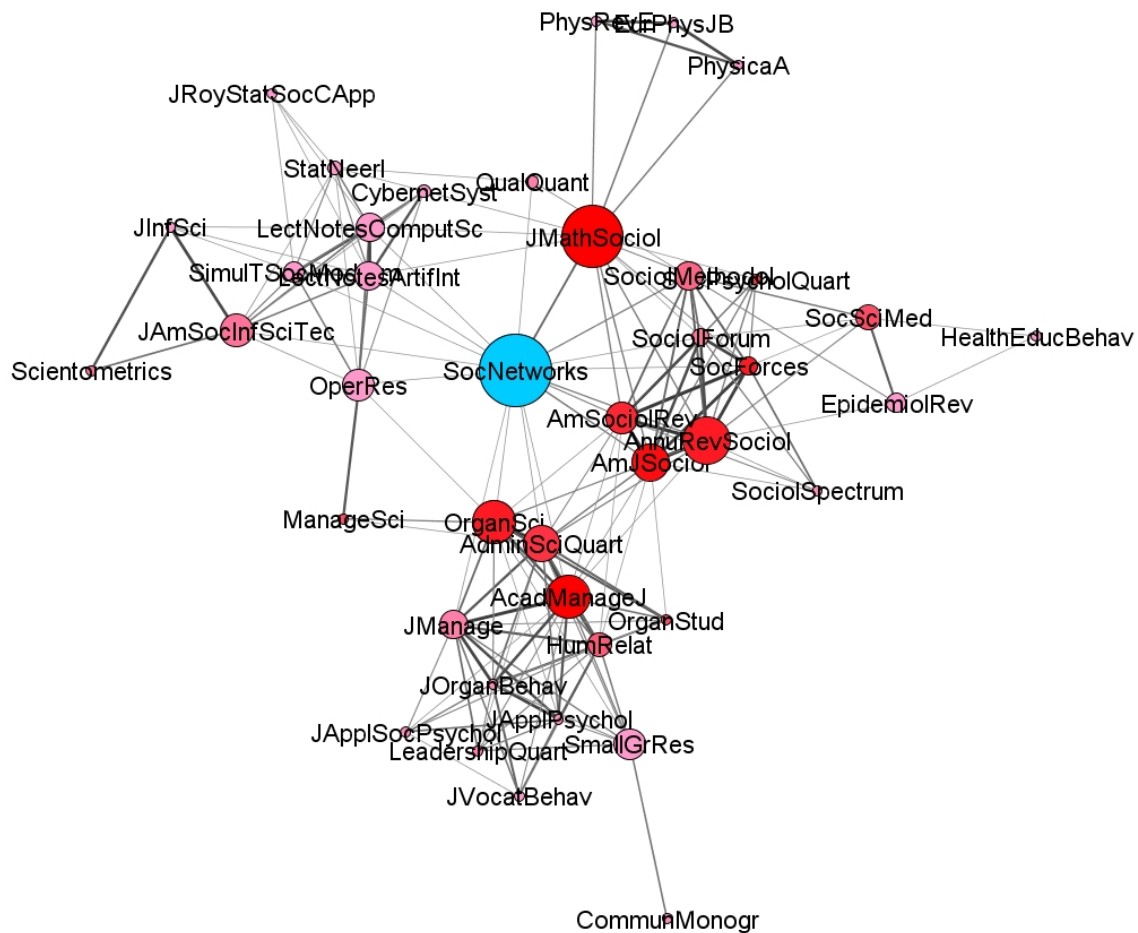 PhysRevE
EurPhysJB
PhysicaA
JRoyStatSocCApp
StatNeerl
QualQuant
CybernetSyst
JInfSci
LectNotesComputSc
JMathSociol
SimulTSocModem
LectNotesArtifInt
SociolMethodol
SocPsycholQuart
JAmSocInfSciTec
SocSciMed
SociolForum
HealthEducBehav
Scientometrics
SocNetworks
SocForces
OperRes
EpidemiolRev
AmSociolRev
AnnuRevSociol
AmJSociol
SociolSpectrum
ManageSci
OrganSci
AdminSciQuart
AcadManageJ
JManage
OrganStud
HumRelat
JOrganBehav
JApplPsychol
JApplSocPsychol
SmallGrRes
LeadershipQuart
JVocatBehav
CommunMonogr